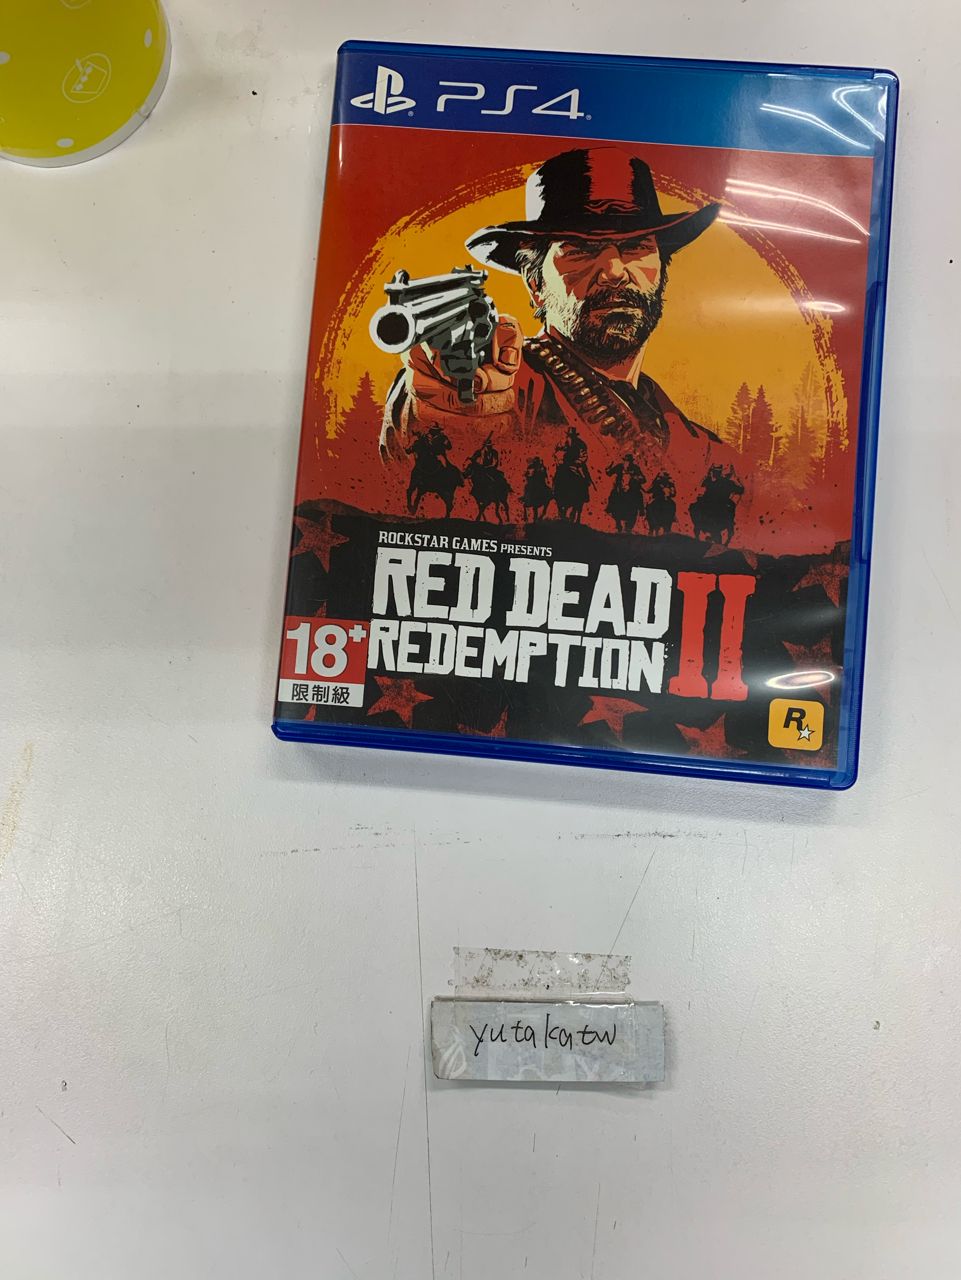 PS4
ROCKSTAR GAMES PRESENTS
RED DEAD
REDEMPTION II
18+
限制級
R
yutakatw